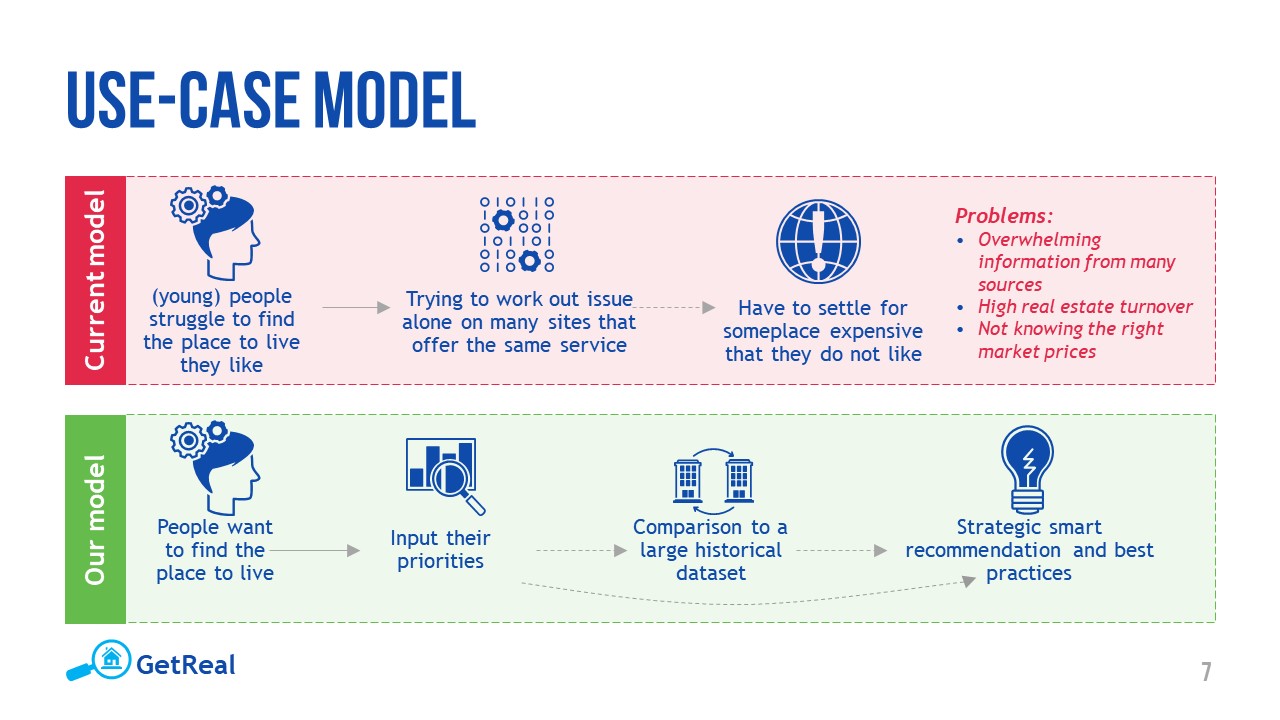 USE-CASE MODEL
Current model
(young) people
struggle to find
the place to live
they like
Trying to work out issue
alone on many sites that
offer the same service
Have to settle for
someplace expensive
that they do not like
Problems:
• Overwhelming
information from many
sources
• High real estate turnover
• Not knowing the right
market prices
Our model
People want
to find the
place to live
Input their
priorities
Comparison to a
large historical
dataset
Strategic smart
recommendation and best
practices
GetReal
7